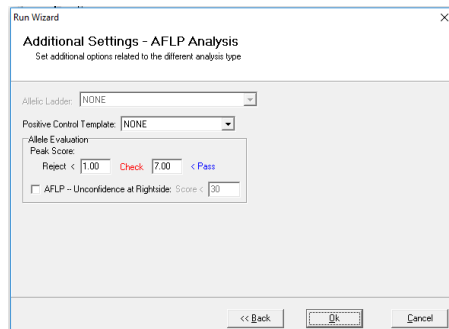 Run Wizard
Additional Settings - AFLP Analysis
Set additional options related to the different analysis type
Allelic Ladder: NONE
Positive Control Template: NONE
Allele Evaluation
Peak Score:
Reject < 1.00 Check 7.00 < Pass
AFLP -- Unconfidence at Rightside: Score < 30
<< Back Ok Cancel